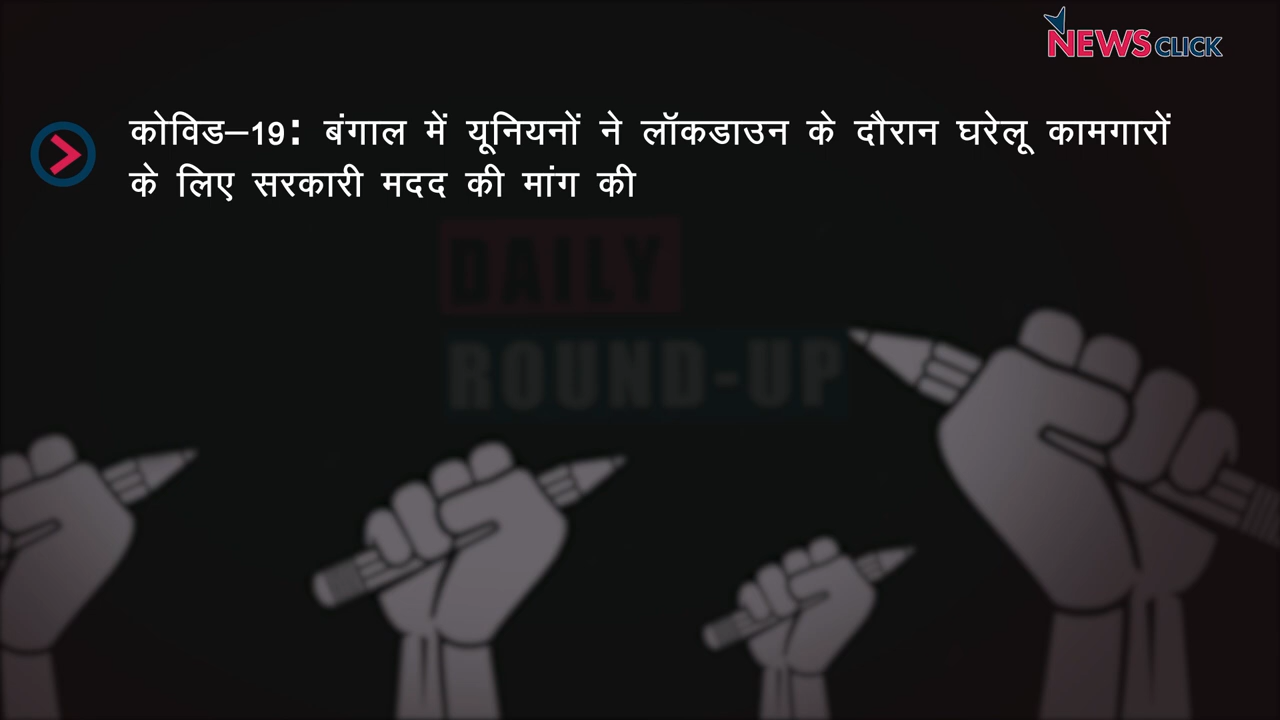 NEWSCLICK
कोविड–19: बंगाल में यूनियनों ने लॉकडाउन के दौरान घरेलू कामगारों
के लिए सरकारी मदद की मांग की
DAILY
ROUND-UP